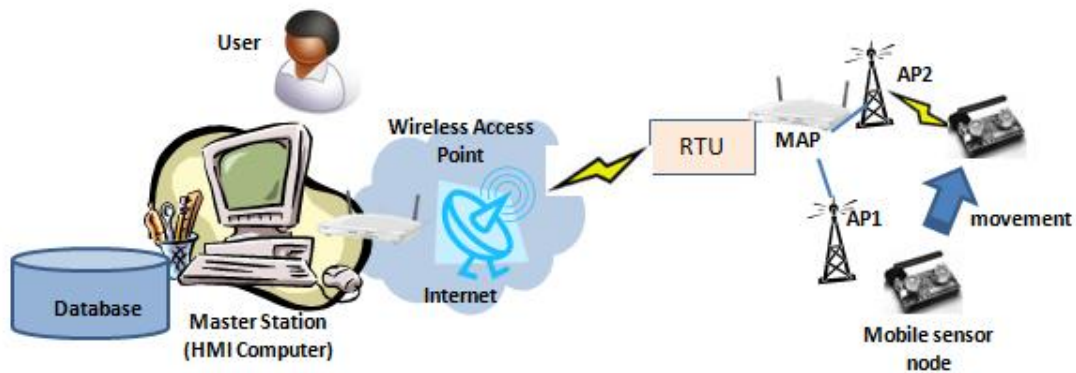 User
Wireless Access
Point
Internet
Database
Master Station
(HMI Computer)
RTU
MAP
AP2
AP1
movement
Mobile sensor
node